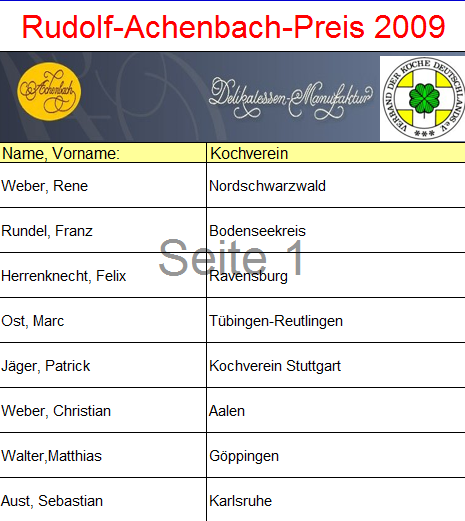 Rudolf-Achenbach-Preis 2009
Achenbach
Delikatessen-Manufaktur
VERBAND DER KÖCHE DEUTSCHLANDS e.V.
***
Name, Vorname: Kochverein
Weber, Rene Nordschwarzwald
Rundel, Franz Bodenseekreis
Seite 1
Herrenknecht, Felix Ravensburg
Ost, Marc Tübingen-Reutlingen
Jäger, Patrick Kochverein Stuttgart
Weber, Christian Aalen
Walter,Matthias Göppingen
Aust, Sebastian Karlsruhe